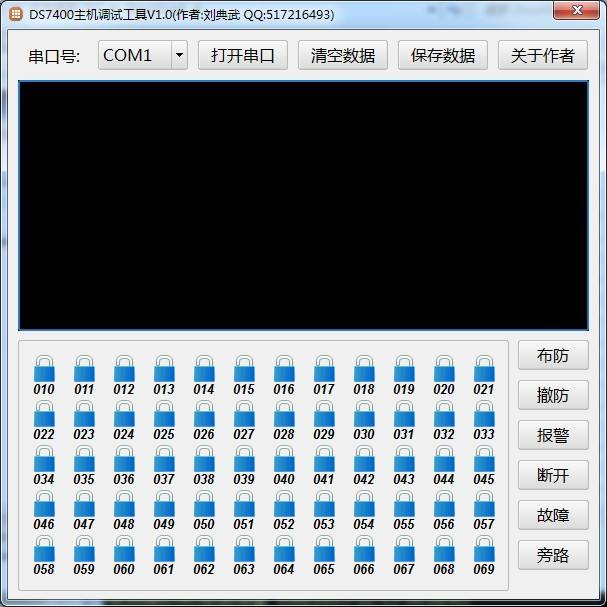 DS7400主机调试工具V1.0(作者:刘典武 QQ:517216493)
串口号: COM1 打开串口 清空数据 保存数据 关于作者
010 011 012 013 014 015 016 017 018 019 020 021
022 023 024 025 026 027 028 029 030 031 032 033
034 035 036 037 038 039 040 041 042 043 044 045
046 047 048 049 050 051 052 053 054 055 056 057
058 059 060 061 062 063 064 065 066 067 068 069
布防
撤防
报警
断开
故障
旁路